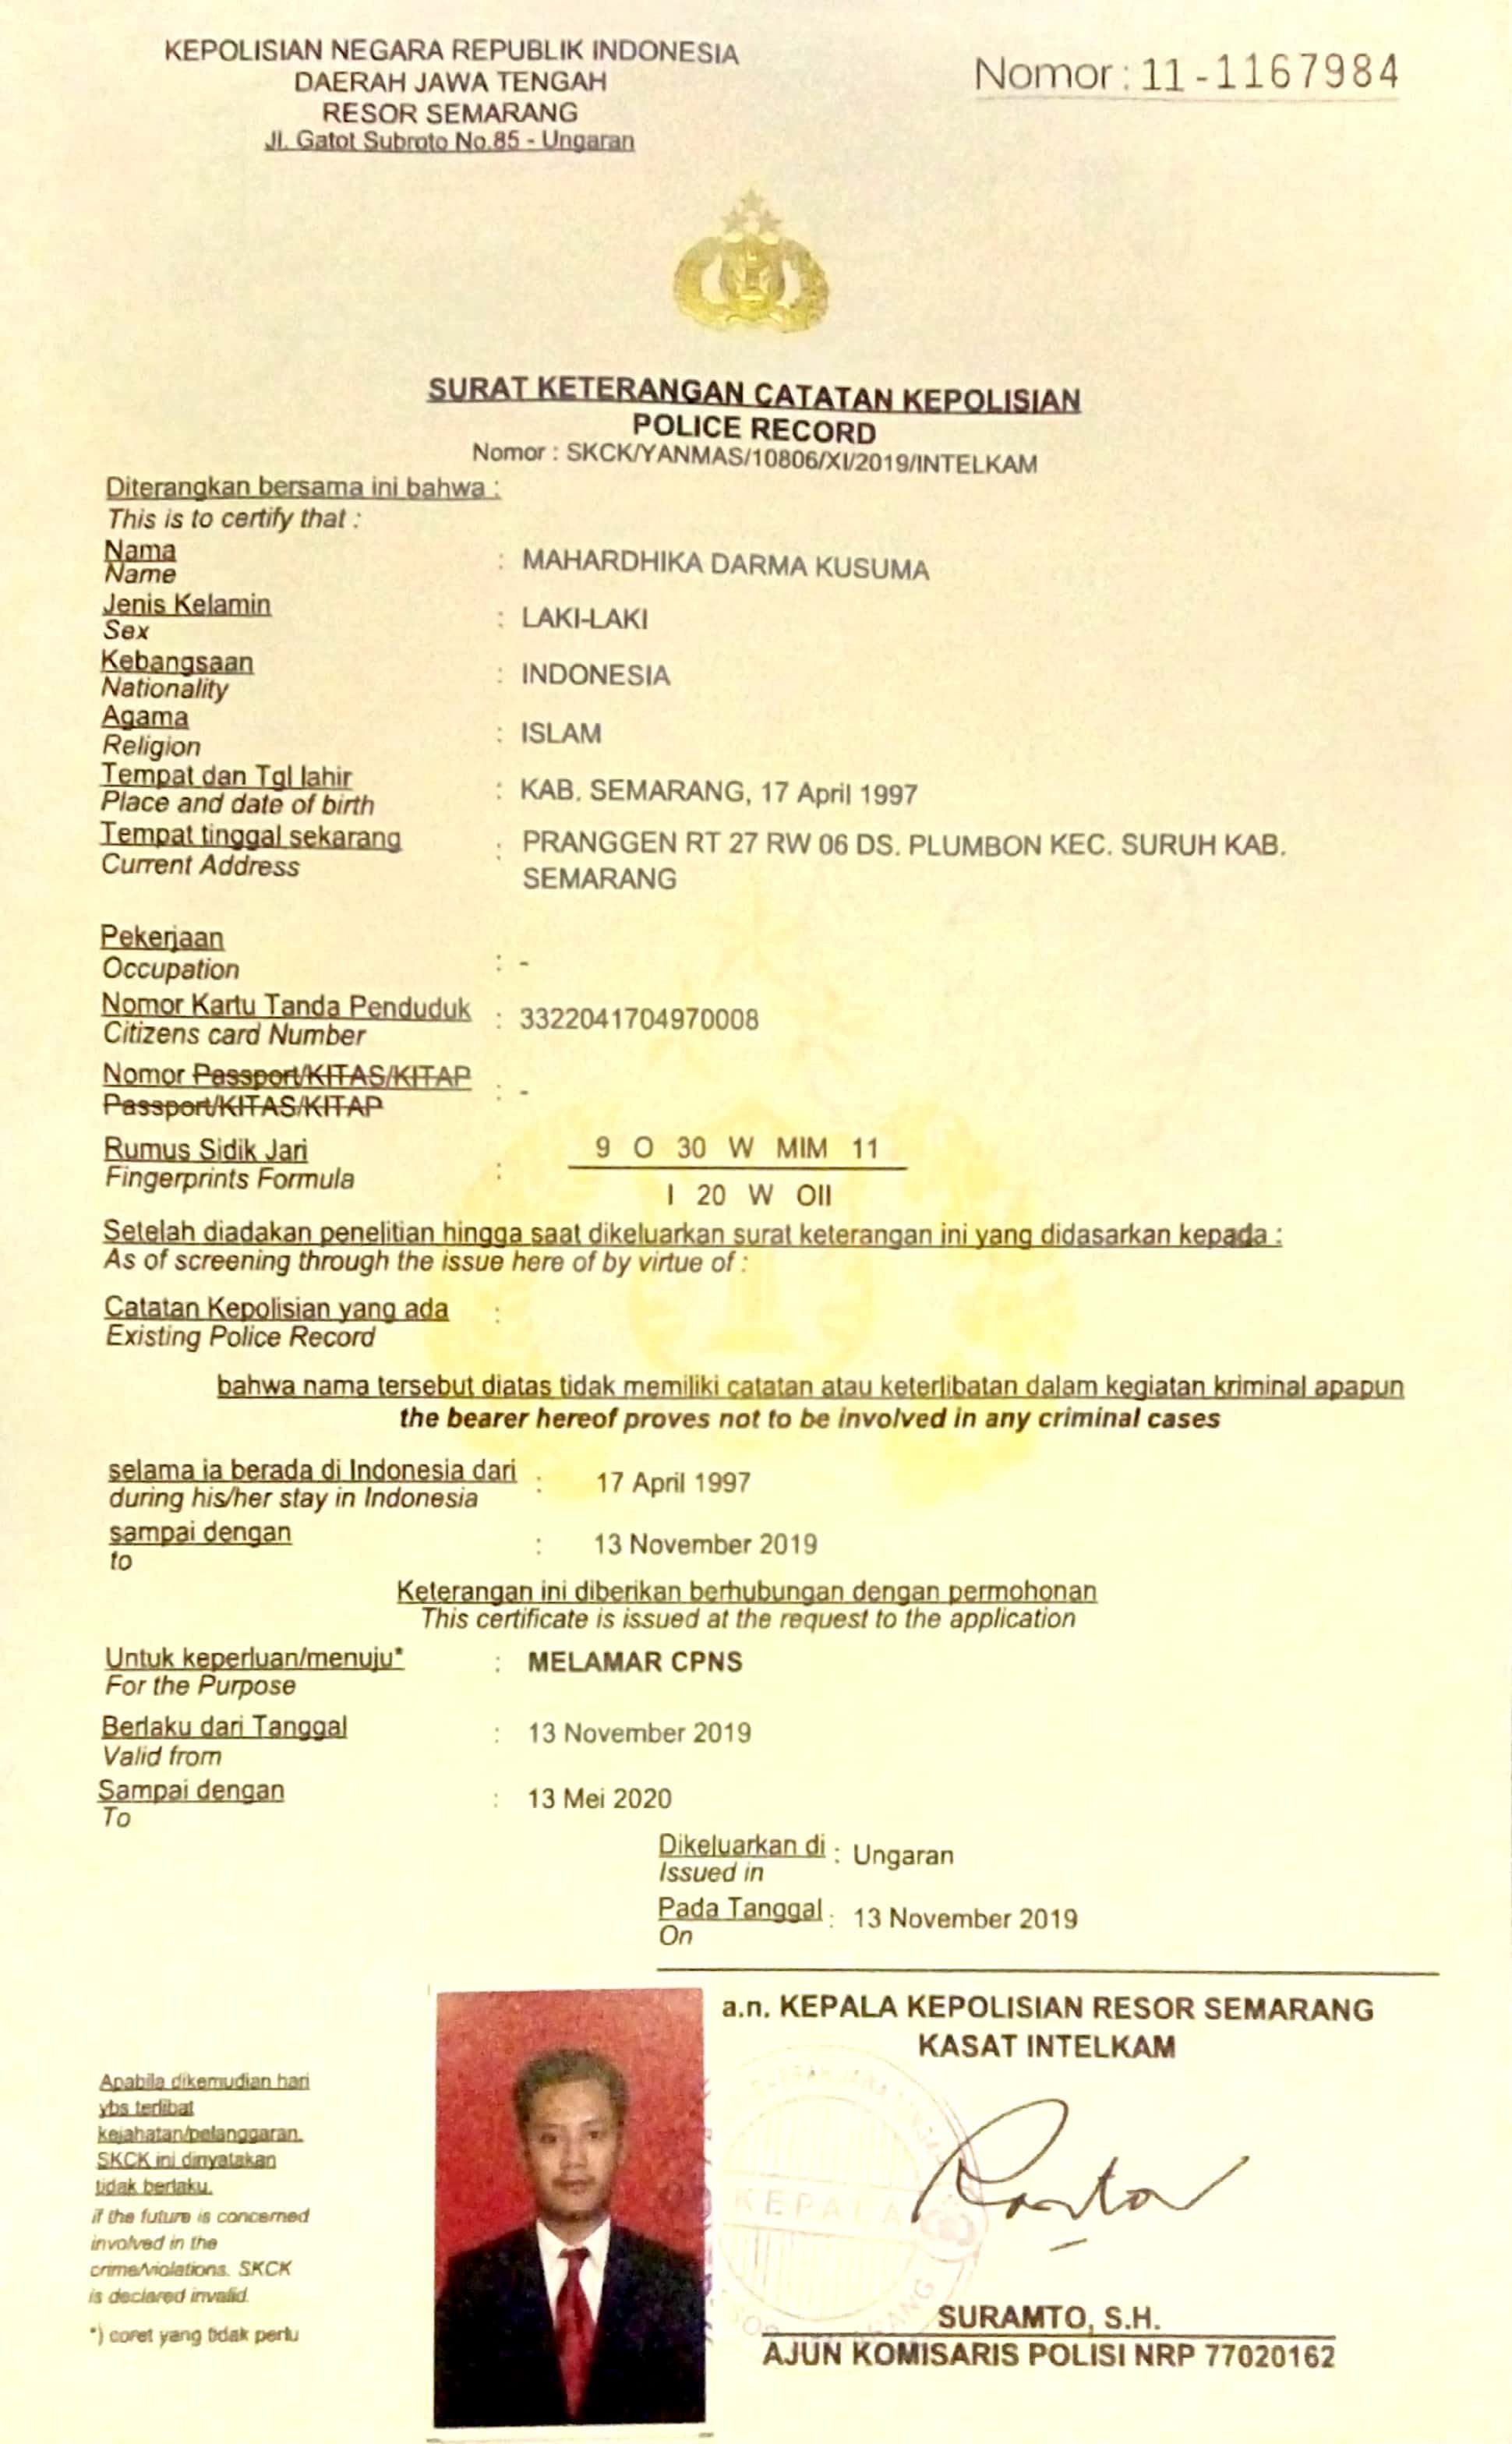 KEPOLISIAN NEGARA REPUBLIK INDONESIA
DAERAH JAWA TENGAH
RESOR SEMARANG
Jl. Gatot Subroto No.85 - Ungaran
Nomor : 11-1167984
SURAT KETERANGAN CATATAN KEPOLISIAN
POLICE RECORD
Nomor : SKCK/YANMAS/10806/XI/2019/INTELKAM
Diterangkan bersama ini bahwa :
This is to certify that :
Nama
Name
: MAHARDHIKA DARMA KUSUMA
Jenis Kelamin
Sex
: LAKI-LAKI
Kebangsaan
Nationality
: INDONESIA
Agama
Religion
: ISLAM
Tempat dan Tgl lahir
Place and date of birth
: KAB. SEMARANG, 17 April 1997
Tempat tinggal sekarang
Current Address
: PRANGGEN RT 27 RW 06 DS. PLUMBON KEC. SURUH KAB.
SEMARANG
Pekerjaan
Occupation
: -
Nomor Kartu Tanda Penduduk
Citizens card Number
: 3322041704970008
Nomor Passport/KITAS/KITAP
Passport/KITAS/KITAP
: -
Rumus Sidik Jari
Fingerprints Formula
:
9 O 30 W MIM 11
I 20 W OII
Setelah diadakan penelitian hingga saat dikeluarkan surat keterangan ini yang didasarkan kepada :
As of screening through the issue here of by virtue of :
Catatan Kepolisian yang ada :
Existing Police Record
bahwa nama tersebut diatas tidak memiliki catatan atau keterlibatan dalam kegiatan kriminal apapun
the bearer hereof proves not to be involved in any criminal cases
selama ia berada di Indonesia dari
during his/her stay in Indonesia
: 17 April 1997
sampai dengan
to
: 13 November 2019
Keterangan ini diberikan berhubungan dengan permohonan
This certificate is issued at the request to the application
Untuk keperluan/menuju*
For the Purpose
: MELAMAR CPNS
Berlaku dari Tanggal
Valid from
: 13 November 2019
Sampai dengan
To
: 13 Mei 2020
Dikeluarkan di
Issued in
: Ungaran
Pada Tanggal
On
: 13 November 2019
a.n. KEPALA KEPOLISIAN RESOR SEMARANG
KASAT INTELKAM
KEPALA
SURAMTO, S.H.
AJUN KOMISARIS POLISI NRP 77020162
Apabila dikemudian hari
ybs terlibat
kejahatan/pelanggaran.
SKCK ini dinyatakan
tidak berlaku.
if the future is concerned
involved in the
crime/violations. SKCK
is declared invalid.
*) coret yang tidak perlu